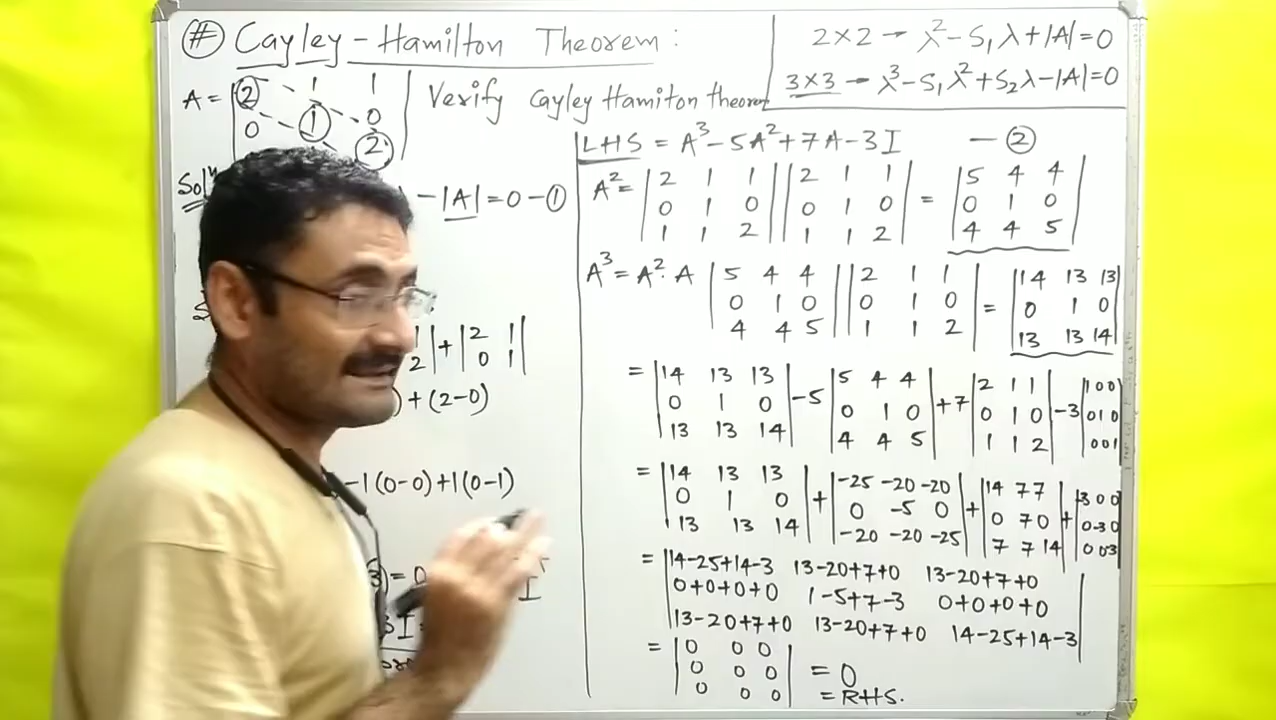 # Cayley-Hamilton Theorem:
2×2 → λ² - S₁λ + |A| = 0
3×3 → λ³ - S₁λ² + S₂λ - |A| = 0
A = | 2 1 1
0 1 0
2 |
Verify Cayley Hamiton theorem
Solⁿ
- |A| = 0 - ①
2 | + | 2 1
0 1 |
) + (2-0)
-1(0-0)+1(0-1)
3) = 0
I
3I =
LHS = A³ - 5A² + 7A - 3I - ②
A² = | 2 1 1 | | 2 1 1 | = | 5 4 4 |
| 0 1 0 | | 0 1 0 | | 0 1 0 |
| 1 1 2 | | 1 1 2 | | 4 4 5 |
A³ = A². A | 5 4 4 | | 2 1 1 | = | 14 13 13 |
| 0 1 0 | | 0 1 0 | | 0 1 0 |
| 4 4 5 | | 1 1 2 | | 13 13 14 |
= | 14 13 13 | -5 | 5 4 4 | +7 | 2 1 1 | -3 | 1 0 0 |
| 0 1 0 | | 0 1 0 | | 0 1 0 | | 0 1 0 |
| 13 13 14 | | 4 4 5 | | 1 1 2 | | 0 0 1 |
= | 14 13 13 | + | -25 -20 -20 | + | 14 7 7 | + | -3 0 0 |
| 0 1 0 | | 0 -5 0 | | 0 7 0 | | 0 -3 0 |
| 13 13 14 | | -20 -20 -25 | | 7 7 14 | | 0 0 3 |
= | 14-25+14-3 13-20+7+0 13-20+7+0 |
| 0+0+0+0 1-5+7-3 0+0+0+0 |
| 13-20+7+0 13-20+7+0 14-25+14-3 |
= | 0 0 0 |
| 0 0 0 | = 0
| 0 0 0 | = RHS.